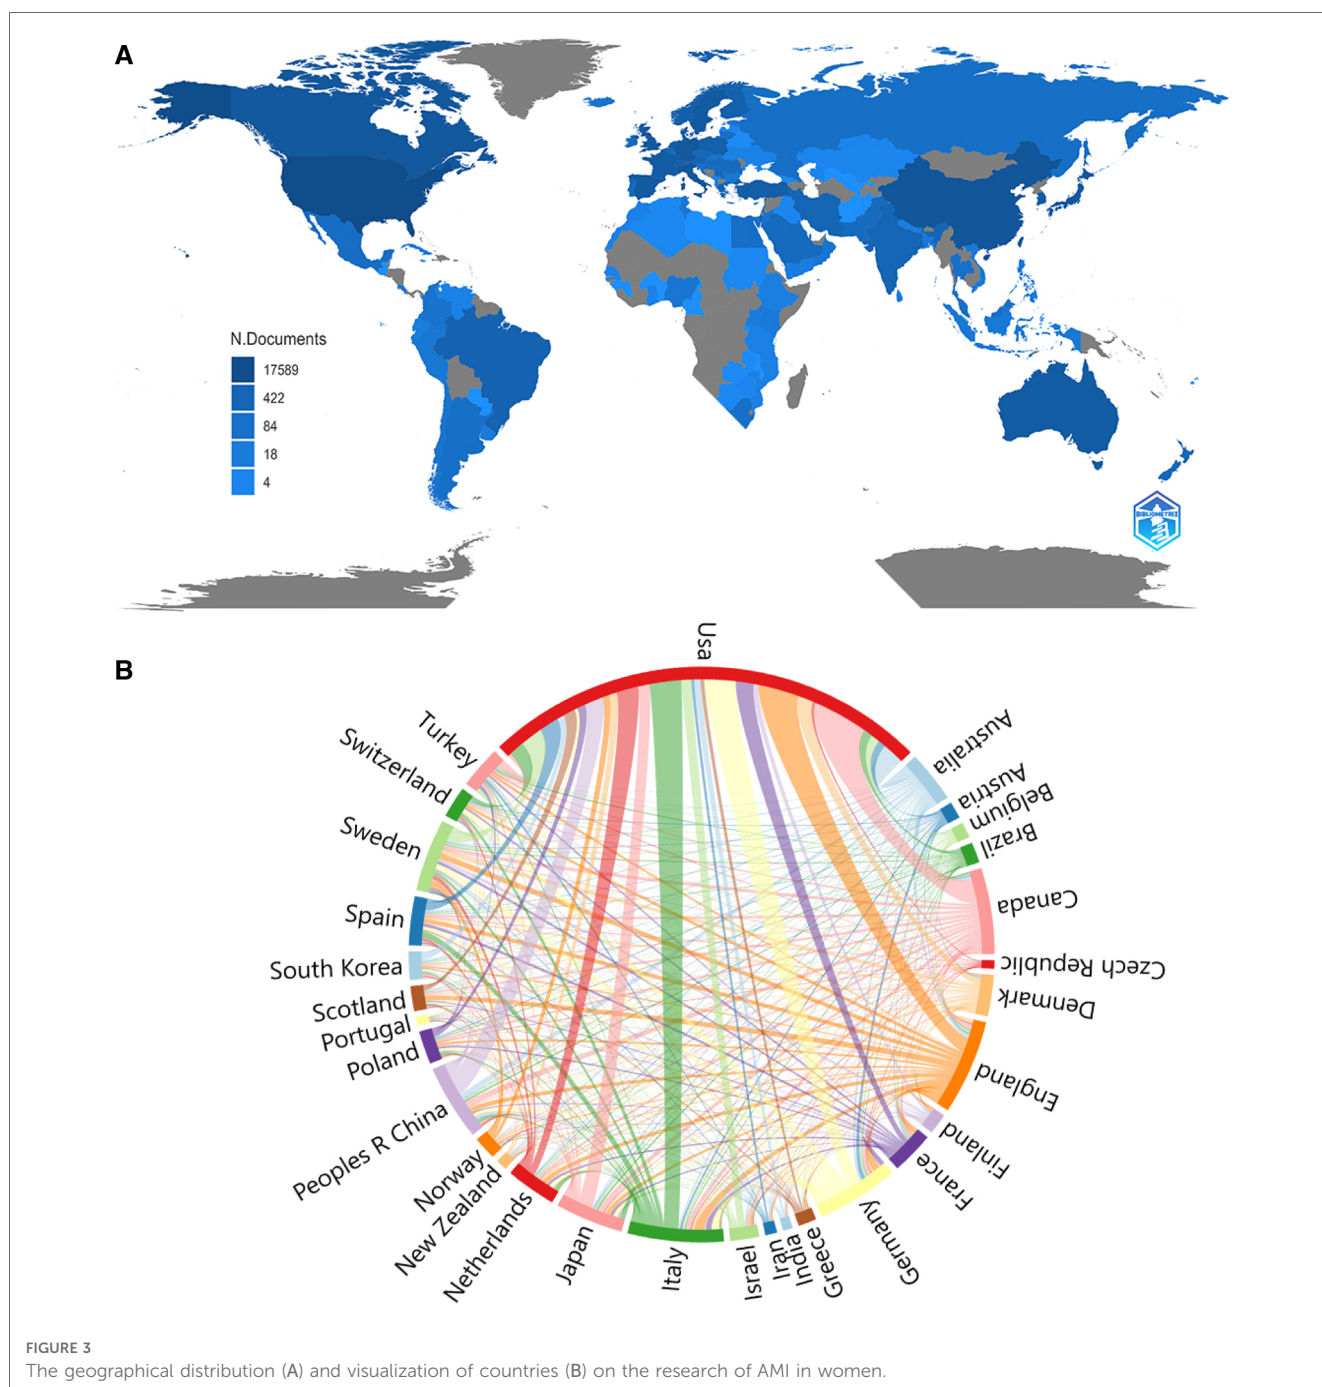 A
N.Documents
17589
422
84
18
4
BIBLIOMETRIX
B
Usa
Australia
Austria
Belgium
Brazil
Canada
Czech Republic
Denmark
England
Finland
France
Germany
Greece
India
Iran
Israel
Italy
Japan
Netherlands
New Zealand
Norway
Peoples R China
Poland
Portugal
Scotland
South Korea
Spain
Sweden
Switzerland
Turkey
FIGURE 3
The geographical distribution (A) and visualization of countries (B) on the research of AMI in women.